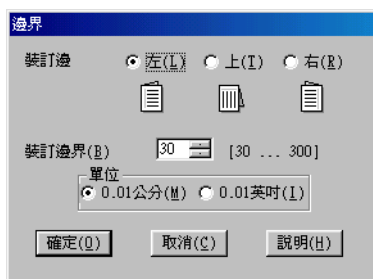 邊界
裝訂邊 左(L) 上(T) 右(R)
裝訂邊界(B) 30 [30 ... 300]
單位
0.01公分(M) 0.01英吋(I)
確定(O) 取消(C) 說明(H)